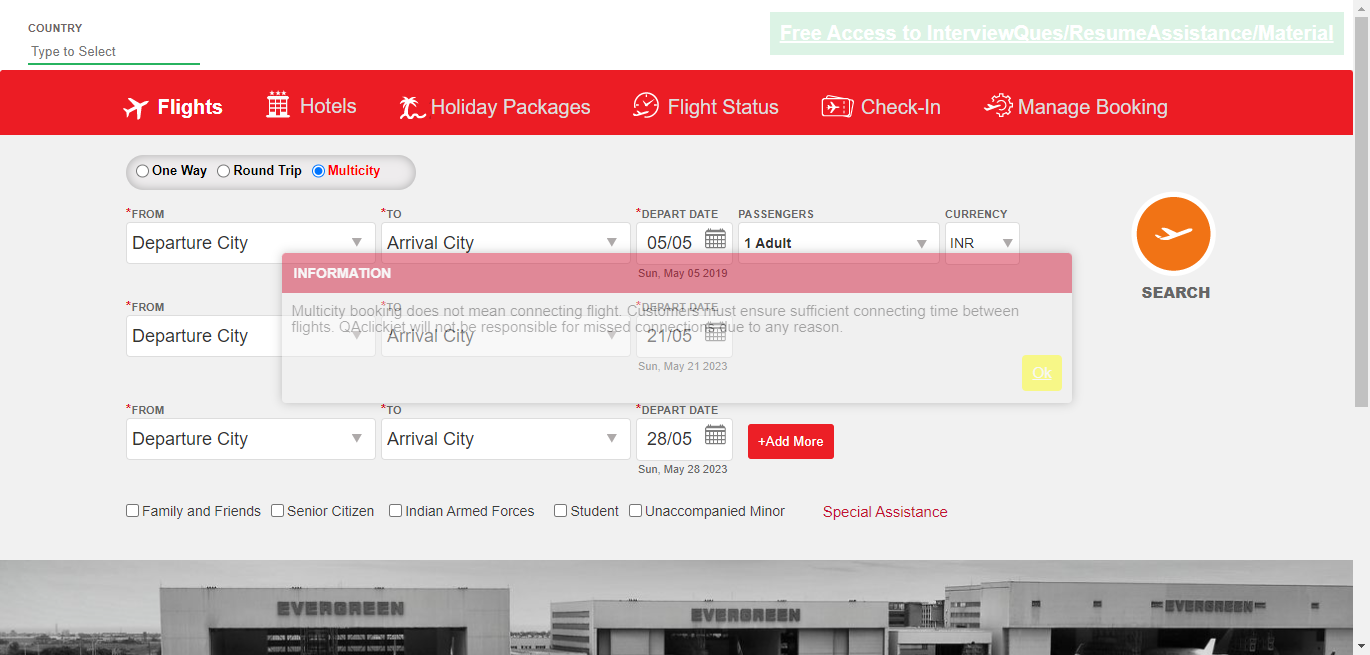 COUNTRY
Type to Select
Free Access to InterviewQues/ResumeAssistance/Material
Flights Hotels Holiday Packages Flight Status Check-In Manage Booking
One Way Round Trip Multicity
*FROM *TO *DEPART DATE PASSENGERS CURRENCY
Departure City Arrival City 05/05 1 Adult INR
Sun, May 05 2019
SEARCH
INFORMATION
Multicity booking does not mean connecting flight. Customers must ensure sufficient connecting time between
flights. QAclickjet will not be responsible for missed connections due to any reason.
Ok
*FROM *TO *DEPART DATE
Departure City Arrival City 21/05
Sun, May 21 2023
*FROM *TO *DEPART DATE
Departure City Arrival City 28/05 +Add More
Sun, May 28 2023
Family and Friends Senior Citizen Indian Armed Forces Student Unaccompanied Minor Special Assistance
EVERGREEN EVERGREEN EVERGREEN